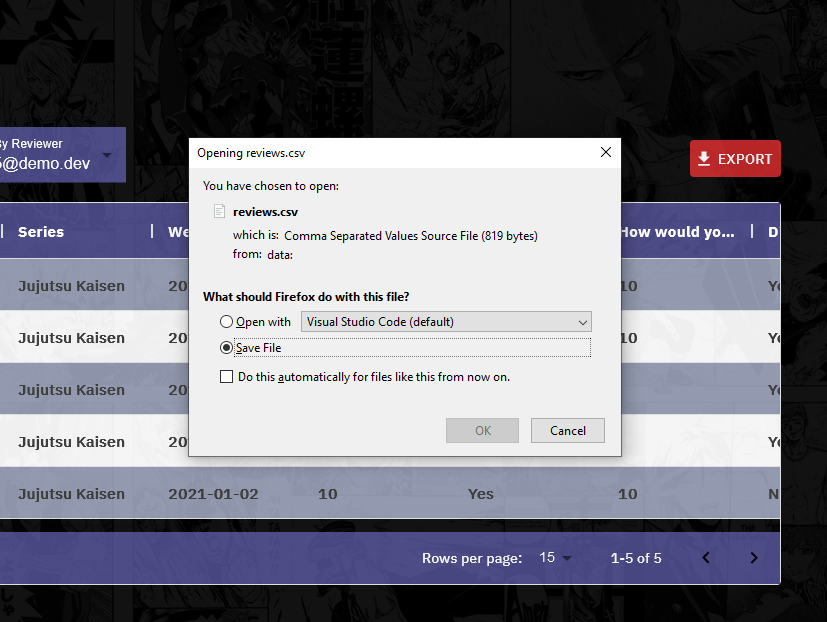 By Reviewer
5@demo.dev
EXPORT
Opening reviews.csv
You have chosen to open:
reviews.csv
which is: Comma Separated Values Source File (819 bytes)
from: data:
What should Firefox do with this file?
Open with Visual Studio Code (default)
Save File
Do this automatically for files like this from now on.
OK Cancel
Series We How would yo... D
Jujutsu Kaisen 20 10 Ye
Jujutsu Kaisen 20 10 Ye
Jujutsu Kaisen 20 Ye
Jujutsu Kaisen 20 Ye
Jujutsu Kaisen 2021-01-02 10 Yes 10 N
Rows per page: 15 1-5 of 5